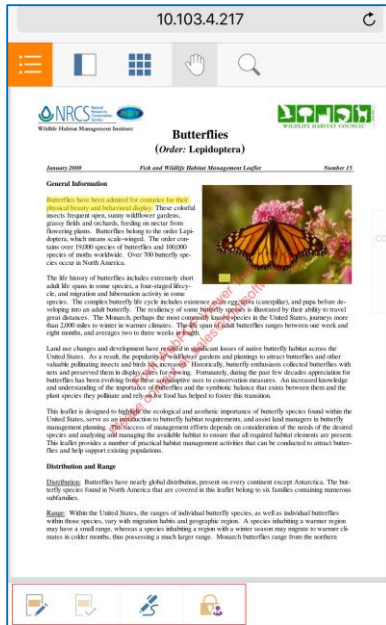 10.103.4.217
NRCS Natural Resources Conservation Service
Wildlife Habitat Management Institute
WILDLIFE HABITAT COUNCIL
Butterflies
(Order: Lepidoptera)
January 2000 Fish and Wildlife Habitat Management Leaflet Number 15
General Information
Butterflies have been admired for centuries for their
physical beauty and behavioral display. These colorful
insects frequent open, sunny wildflower gardens,
grassy fields and orchards, feeding on nectar from
flowering plants. Butterflies belong to the order Lepi-
doptera, which means scale-winged. The order con-
tains over 19,000 species of butterflies and 100,000
species of moths worldwide. Over 700 butterfly spe-
cies occur in North America.
The life history of butterflies includes extremely short
adult life spans in some species, a four-staged lifecy-
cle, and migration and hibernation activity in some
species. The complex butterfly life cycle includes existence as an egg, larva (caterpillar), and pupa before de-
veloping into an adult butterfly. The resiliency of some butterfly species is illustrated by their ability to travel
great distances. The Monarch, perhaps the most commonly known species in the United States, journeys more
than 2,000 miles to winter in warmer climates. The life span of adult butterflies ranges between one week and
eight months, and averages two to three weeks in length.
Land use changes and development have resulted in significant losses of native butterfly habitat across the
United States. As a result, the popularity of wildflower gardens and plantings to attract butterflies and other
valuable pollinating insects and birds has increased. Historically, butterfly enthusiasts collected butterflies with
nets and preserved them in display cases for viewing. Fortunately, during the past few decades appreciation for
butterflies has been evolving from these consumptive uses to conservation measures. An increased knowledge
and understanding of the importance of butterflies and the symbolic balance that exists between them and the
plant species they pollinate and rely on for food has helped to foster this transition.
This leaflet is designed to highlight the ecological and aesthetic importance of butterfly species found within the
United States, serve as an introduction to butterfly habitat requirements, and assist land managers in butterfly
management planning. The success of management efforts depends on consideration of the needs of the desired
species and analyzing and managing the available habitat to ensure that all required habitat elements are present.
This leaflet provides a number of practical habitat management activities that can be conducted to attract butter-
flies and help support existing populations.
Distribution and Range
Distribution: Butterflies have nearly global distribution, present on every continent except Antarctica. The but-
terfly species found in North America that are covered in this leaflet belong to six families containing numerous
subfamilies.
Range: Within the United States, the ranges of individual butterfly species, as well as individual butterflies
within those species, vary with migration habits and geographic region. A species inhabiting a warmer region
may have a small range, whereas a species inhabiting a region with a winter season may migrate to warmer cli-
mates in colder months, thus possessing a much larger range. Monarch butterflies range from the northern